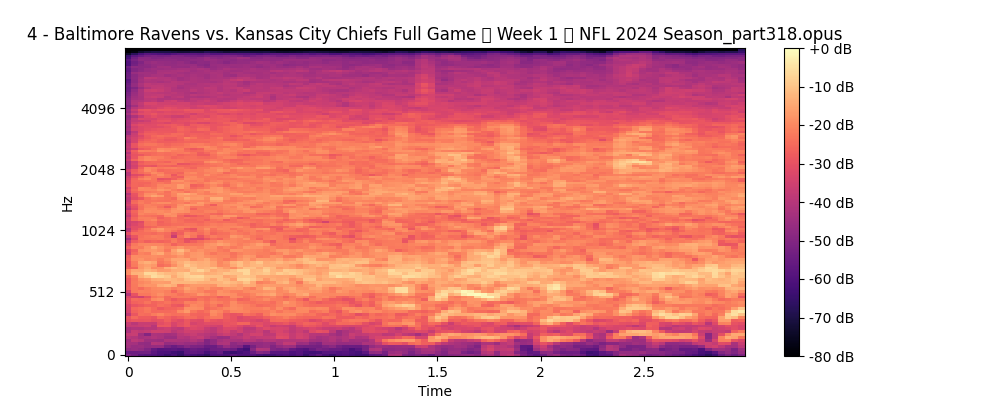 4 - Baltimore Ravens vs. Kansas City Chiefs Full Game ▯ Week 1 ▯ NFL 2024 Season_part318.opus
+0 dB
-10 dB
-20 dB
-30 dB
-40 dB
-50 dB
-60 dB
-70 dB
-80 dB
Hz
4096
2048
1024
512
0
0
0.5
1
1.5
2
2.5
Time